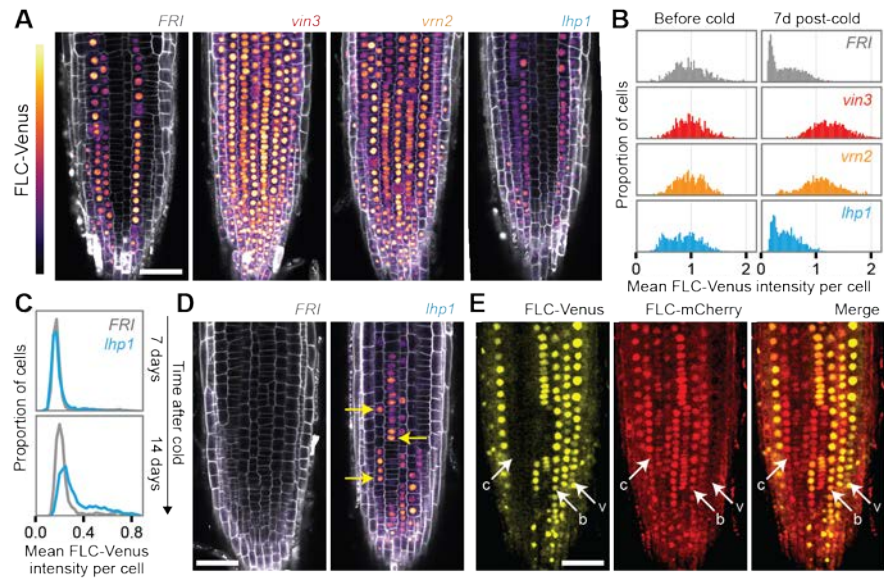 A FRI vin3 vrn2 lhp1
FLC-Venus
B Before cold 7d post-cold
FRI
vin3
vrn2
lhp1
Proportion of cells
0 1 2 0 1 2
Mean FLC-Venus intensity per cell
C
FRI
lhp1
7 days
14 days
Time after cold
Proportion of cells
0.0 0.4 0.8
Mean FLC-Venus
intensity per cell
D FRI lhp1
E FLC-Venus FLC-mCherry Merge
c b v
c b v
c b v